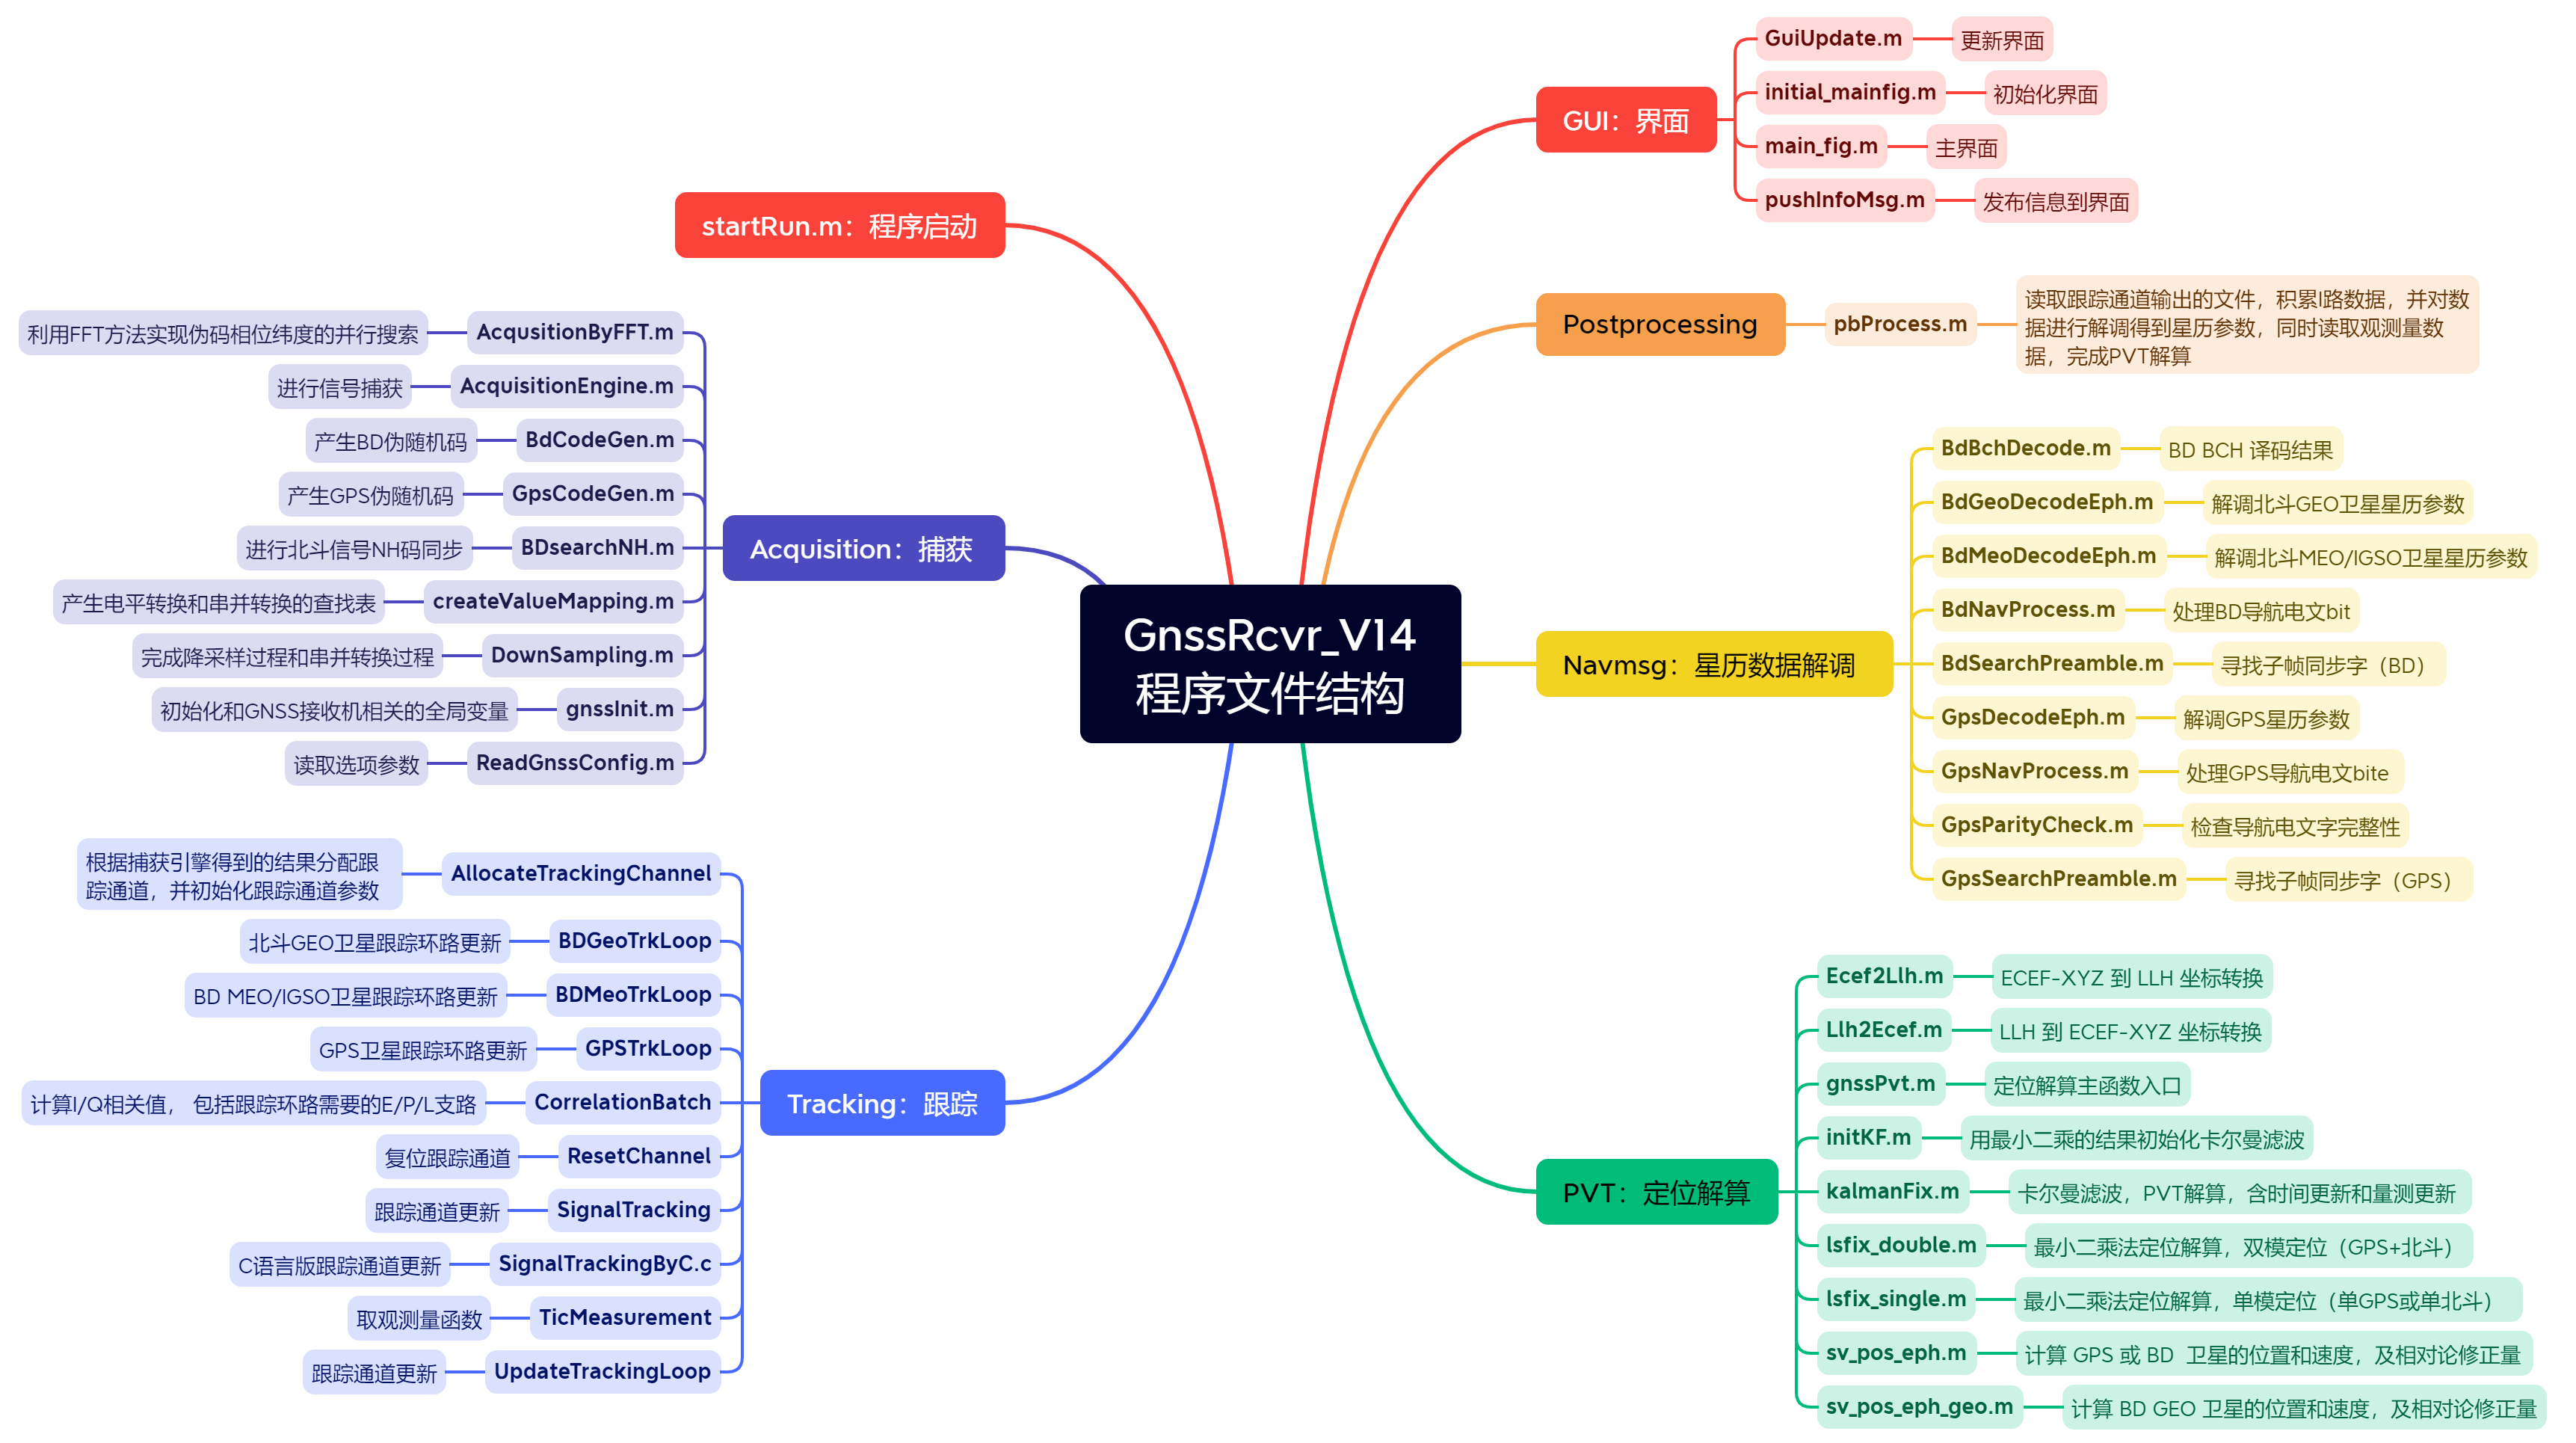 GnssRcvr_V14
程序文件结构
GUI：界面
GuiUpdate.m
更新界面
initial_mainfig.m
初始化界面
main_fig.m
主界面
pushInfoMsg.m
发布信息到界面
Postprocessing
pbProcess.m
读取跟踪通道输出的文件，积累I路数据，并对数
据进行解调得到星历参数，同时读取观测量数
据，完成PVT解算
Navmsg：星历数据解调
BdBchDecode.m
BD BCH 译码结果
BdGeoDecodeEph.m
解调北斗GEO卫星星历参数
BdMeoDecodeEph.m
解调北斗MEO/IGSO卫星星历参数
BdNavProcess.m
处理BD导航电文bit
BdSearchPreamble.m
寻找子帧同步字（BD）
GpsDecodeEph.m
解调GPS星历参数
GpsNavProcess.m
处理GPS导航电文bite
GpsParityCheck.m
检查导航电文字完整性
GpsSearchPreamble.m
寻找子帧同步字（GPS）
PVT：定位解算
Ecef2Llh.m
ECEF-XYZ 到 LLH 坐标转换
Llh2Ecef.m
LLH 到 ECEF-XYZ 坐标转换
gnssPvt.m
定位解算主函数入口
initKF.m
用最小二乘的结果初始化卡尔曼滤波
kalmanFix.m
卡尔曼滤波，PVT解算，含时间更新和量测更新
lsfix_double.m
最小二乘法定位解算，双模定位（GPS+北斗）
lsfix_single.m
最小二乘法定位解算，单模定位（单GPS或单北斗）
sv_pos_eph.m
计算 GPS 或 BD 卫星的位置和速度，及相对论修正量
sv_pos_eph_geo.m
计算 BD GEO 卫星的位置和速度，及相对论修正量
startRun.m：程序启动
Acquisition：捕获
AcqusitionByFFT.m
利用FFT方法实现伪码相位纬度的并行搜索
AcquisitionEngine.m
进行信号捕获
BdCodeGen.m
产生BD伪随机码
GpsCodeGen.m
产生GPS伪随机码
BDsearchNH.m
进行北斗信号NH码同步
createValueMapping.m
产生电平转换和串并转换的查找表
DownSampling.m
完成降采样过程和串并转换过程
gnssInit.m
初始化和GNSS接收机相关的全局变量
ReadGnssConfig.m
读取选项参数
Tracking：跟踪
AllocateTrackingChannel
根据捕获引擎得到的结果分配跟
踪通道，并初始化跟踪通道参数
BDGeoTrkLoop
北斗GEO卫星跟踪环路更新
BDMeoTrkLoop
BD MEO/IGSO卫星跟踪环路更新
GPSTrkLoop
GPS卫星跟踪环路更新
CorrelationBatch
计算I/Q相关值， 包括跟踪环路需要的E/P/L支路
ResetChannel
复位跟踪通道
SignalTracking
跟踪通道更新
SignalTrackingByC.c
C语言版跟踪通道更新
TicMeasurement
取观测量函数
UpdateTrackingLoop
跟踪通道更新